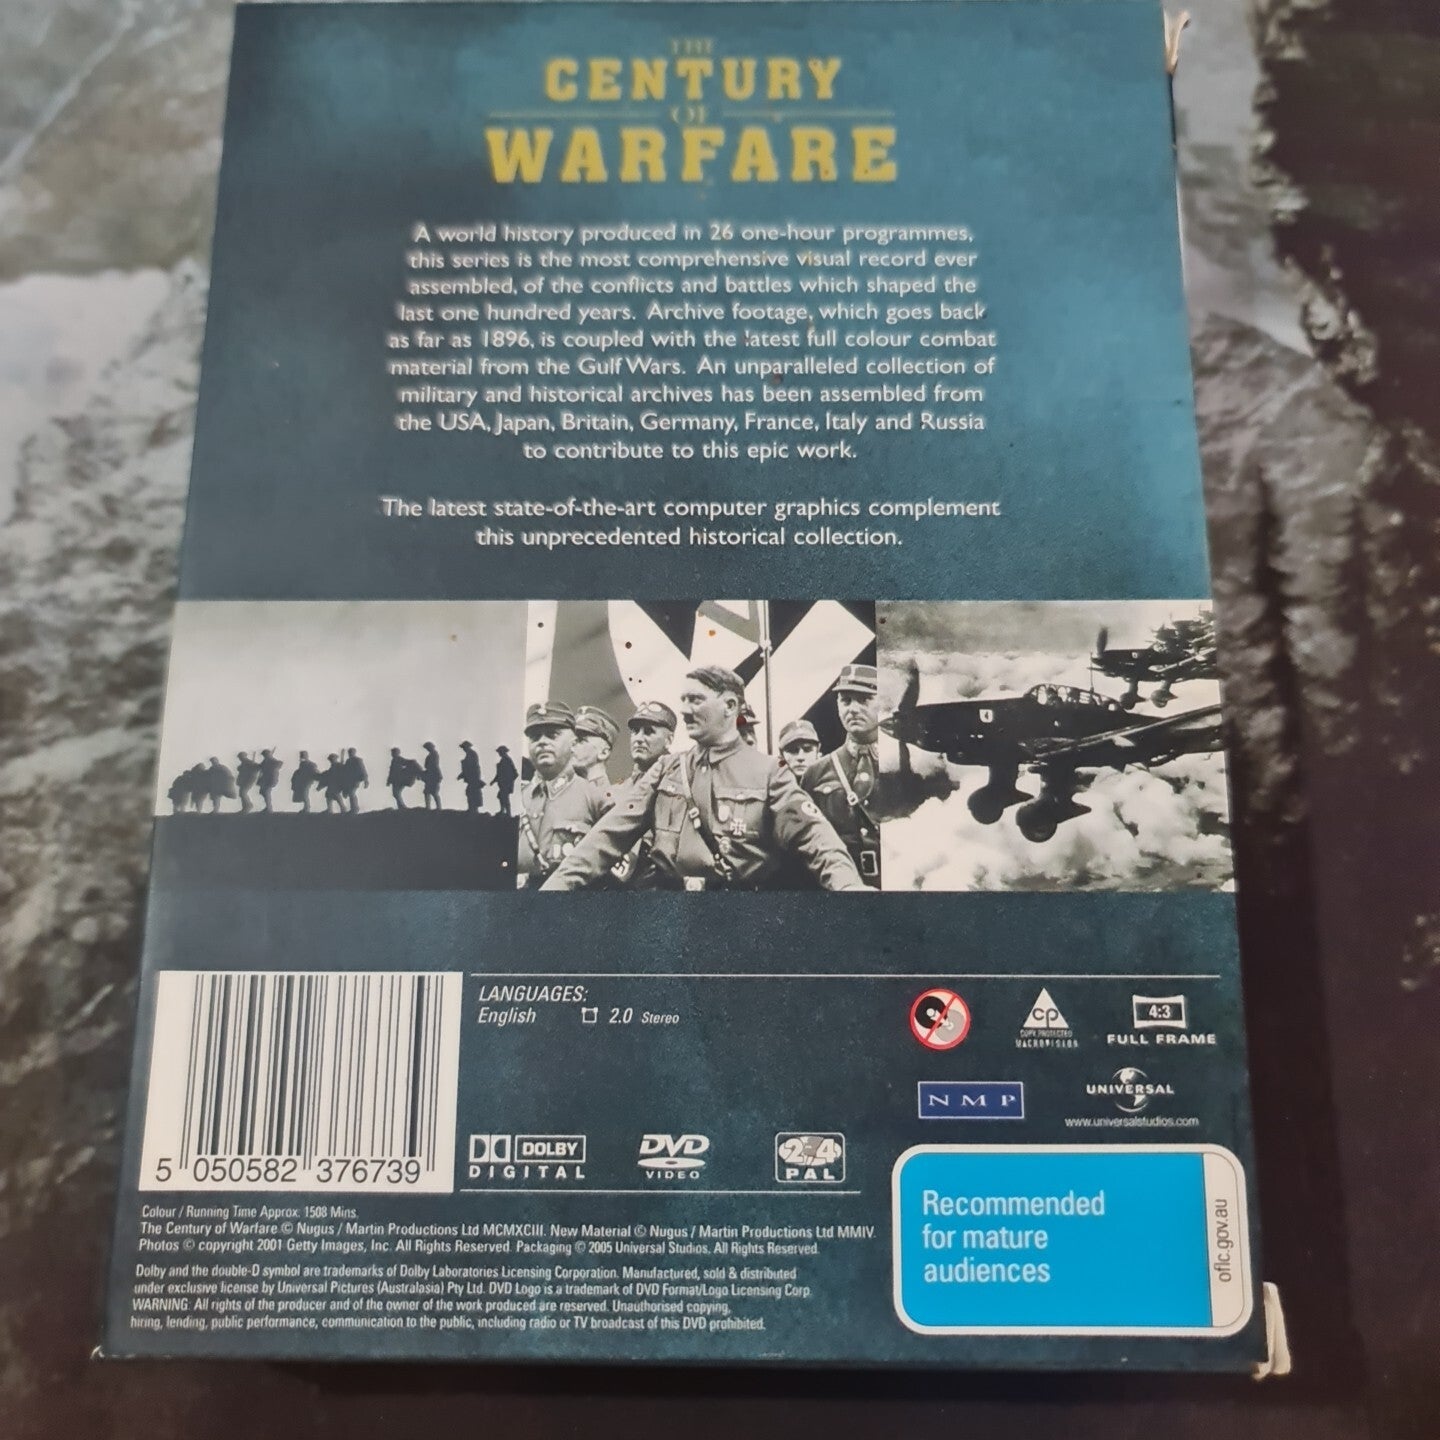 THE
CENTURY
OF
WARFARE
A world history produced in 26 one-hour programmes,
this series is the most comprehensive visual record ever
assembled, of the conflicts and battles which shaped the
last one hundred years. Archive footage, which goes back
as far as 1896, is coupled with the latest full colour combat
material from the Gulf Wars. An unparalleled collection of
military and historical archives has been assembled from
the USA, Japan, Britain, Germany, France, Italy and Russia
to contribute to this epic work.
The latest state-of-the-art computer graphics complement
this unprecedented historical collection.
4
LANGUAGES:
English 2.0 Stereo
cp
COPY PROTECTED
MACROVISION
4:3
FULL FRAME
NMP
UNIVERSAL
www.universalstudios.com
DOLBY
DIGITAL
DVD
VIDEO
2,4
PAL
5 050582 376739
Colour / Running Time Approx. 1508 Mins.
The Century of Warfare © Nugus / Martin Productions Ltd MCMXCIII. New Material © Nugus / Martin Productions Ltd MMIV.
Photos © copyright 2001 Getty Images, Inc. All Rights Reserved. Packaging © 2005 Universal Studios. All Rights Reserved.
Dolby and the double-D symbol are trademarks of Dolby Laboratories Licensing Corporation. Manufactured, sold & distributed
under exclusive license by Universal Pictures (Australasia) Pty Ltd. DVD Logo is a trademark of DVD Format/Logo Licensing Corp.
WARNING: All rights of the producer and of the owner of the work produced are reserved. Unauthorised copying,
hiring, lending, public performance, communication to the public, including radio or TV broadcast of this DVD prohibited.
Recommended
for mature
audiences
oflc.gov.au